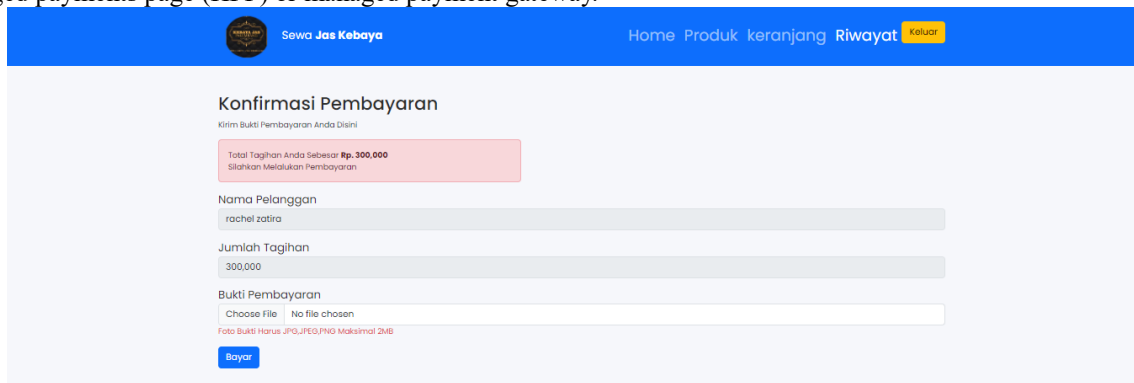 ged payments page (HPP) or managed payment gateway.
Sewa Jas Kebaya
Home Produk keranjang Riwayat Keluar
Konfirmasi Pembayaran
Kirim Bukti Pembayaran Anda Disini
Total Tagihan Anda Sebesar Rp. 300,000
Silahkan Melalukan Pembayaran
Nama Pelanggan
rachel zatira
Jumlah Tagihan
300,000
Bukti Pembayaran
Choose File No file chosen
Foto Bukti Harus JPG,JPEG,PNG Maksimal 2MB
Bayar